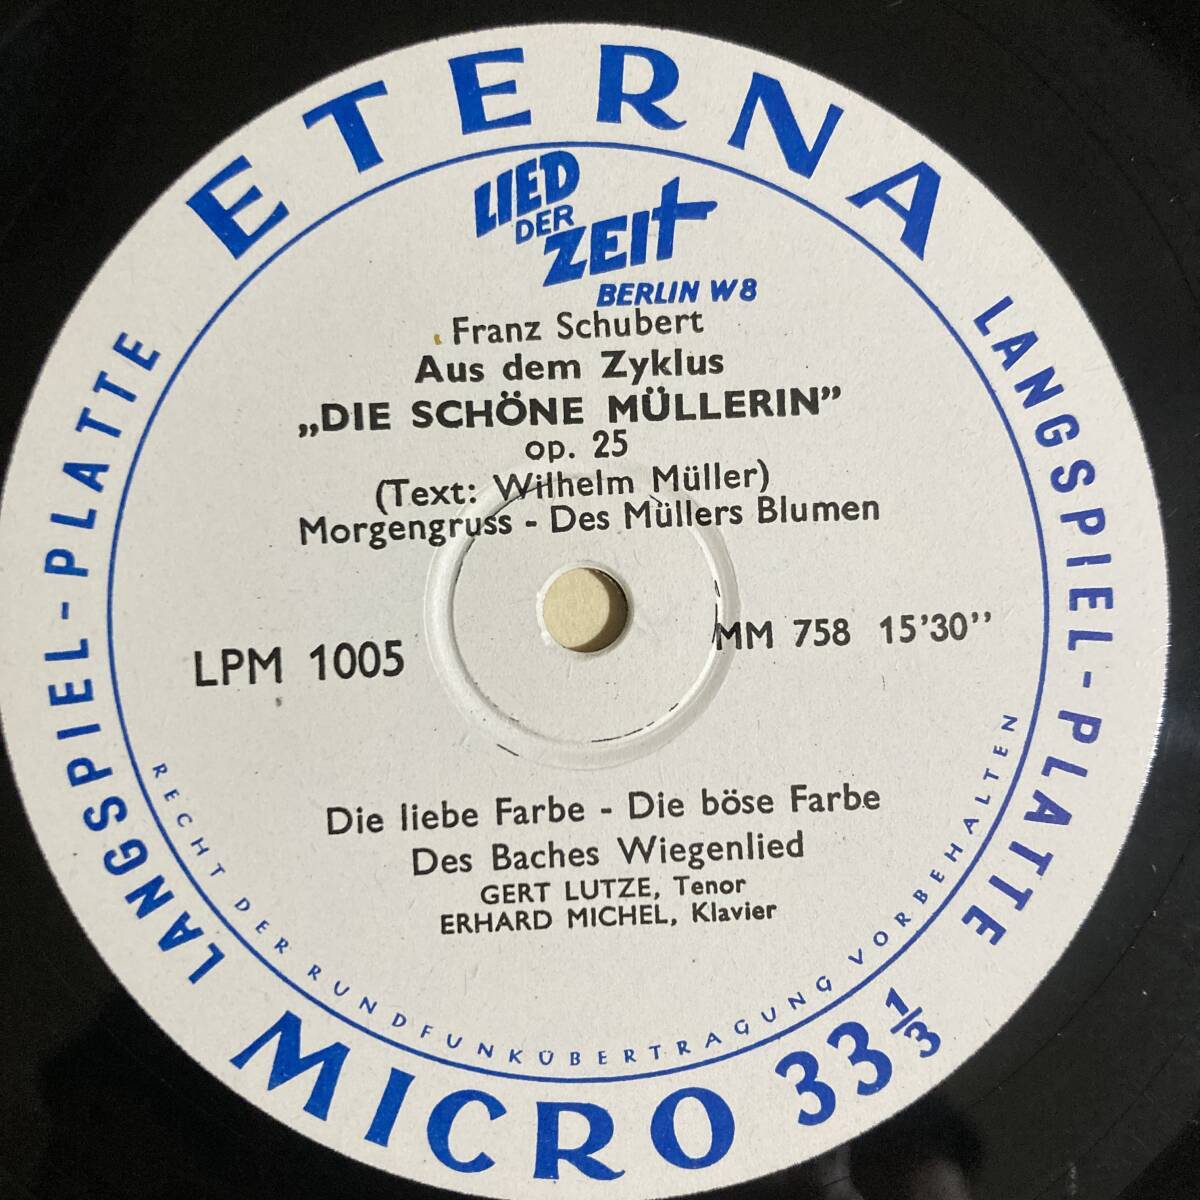 ETERNA
LIED
DER
ZEIT
BERLIN W8
Franz Schubert
Aus dem Zyklus
„DIE SCHÖNE MÜLLERIN”
op. 25
(Text: Wilhelm Müller)
Morgengruss - Des Müllers Blumen
LPM 1005
MM 758 15’30’’
Die liebe Farbe - Die böse Farbe
Des Baches Wiegenlied
GERT LUTZE, Tenor
ERHARD MICHEL, Klavier
RECHT DER RUNDFUNKÜBERTRAGUNG VORBEHALTEN
LANGSPIEL-PLATTE
LANGSPIEL-PLATTE
MICRO 33 1/3